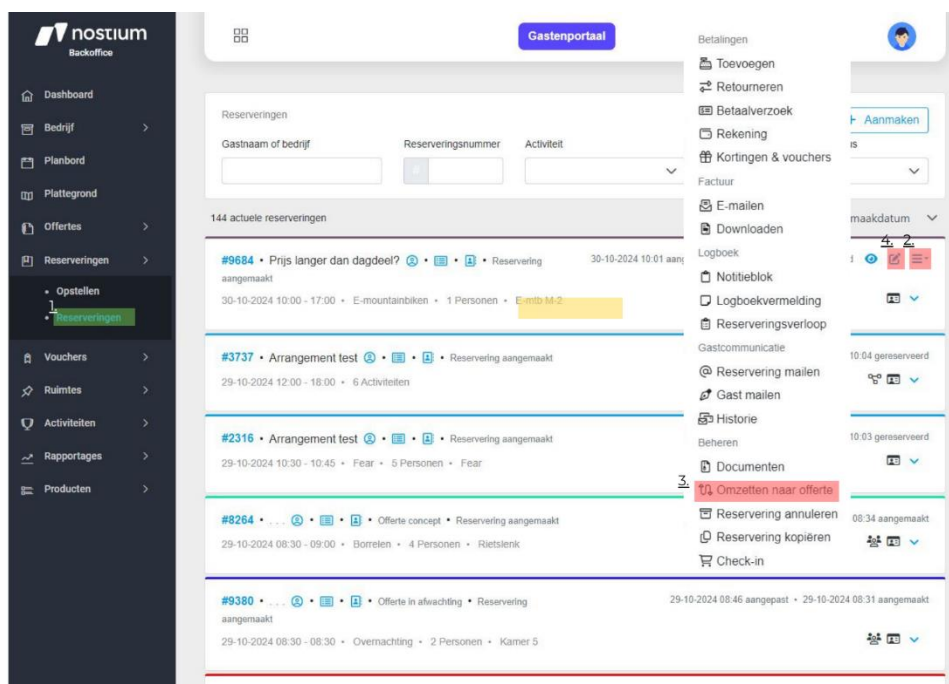 nostium
Backoffice
Dashboard
Bedrijf
Planbord
Plattegrond
Offertes
Reserveringen
Opstellen
1.
Reserveringen
Vouchers
Ruimtes
Activiteiten
Rapportages
Producten
Gastenportaal
Reserveringen
+ Aanmaken
Gastnaam of bedrijf
Reserveringsnummer
Activiteit
us
144 actuele reserveringen
maakdatum
4. 2.
#9684 • Prijs langer dan dagdeel? • • • Reservering aangemaakt
30-10-2024 10:01 aang
d
30-10-2024 10:00 - 17:00 • E-mountainbiken • 1 Personen • E-mtb M-2
#3737 • Arrangement test • • • Reservering aangemaakt
10:04 gereserveerd
29-10-2024 12:00 - 18:00 • 6 Activiteiten
#2316 • Arrangement test • • • Reservering aangemaakt
10:03 gereserveerd
29-10-2024 10:30 - 10:45 • Fear • 5 Personen • Fear
#8264 • . . . • • • Offerte concept • Reservering aangemaakt
08:34 aangemaakt
29-10-2024 08:30 - 09:00 • Borrelen • 4 Personen • Rietslenk
#9380 • . . . • • • Offerte in afwachting • Reservering
aangemaakt
29-10-2024 08:46 aangepast • 29-10-2024 08:31 aangemaakt
29-10-2024 08:30 - 08:30 • Overnachting • 2 Personen • Kamer 5
Betalingen
Toevoegen
Retourneren
Betaalverzoek
Rekening
Kortingen & vouchers
Factuur
E-mailen
Downloaden
Logboek
Notitieblok
Logboekvermelding
Reserveringsverloop
Gastcommunicatie
Reservering mailen
Gast mailen
Historie
Beheren
Documenten
3. Omzetten naar offerte
Reservering annuleren
Reservering kopiëren
Check-in